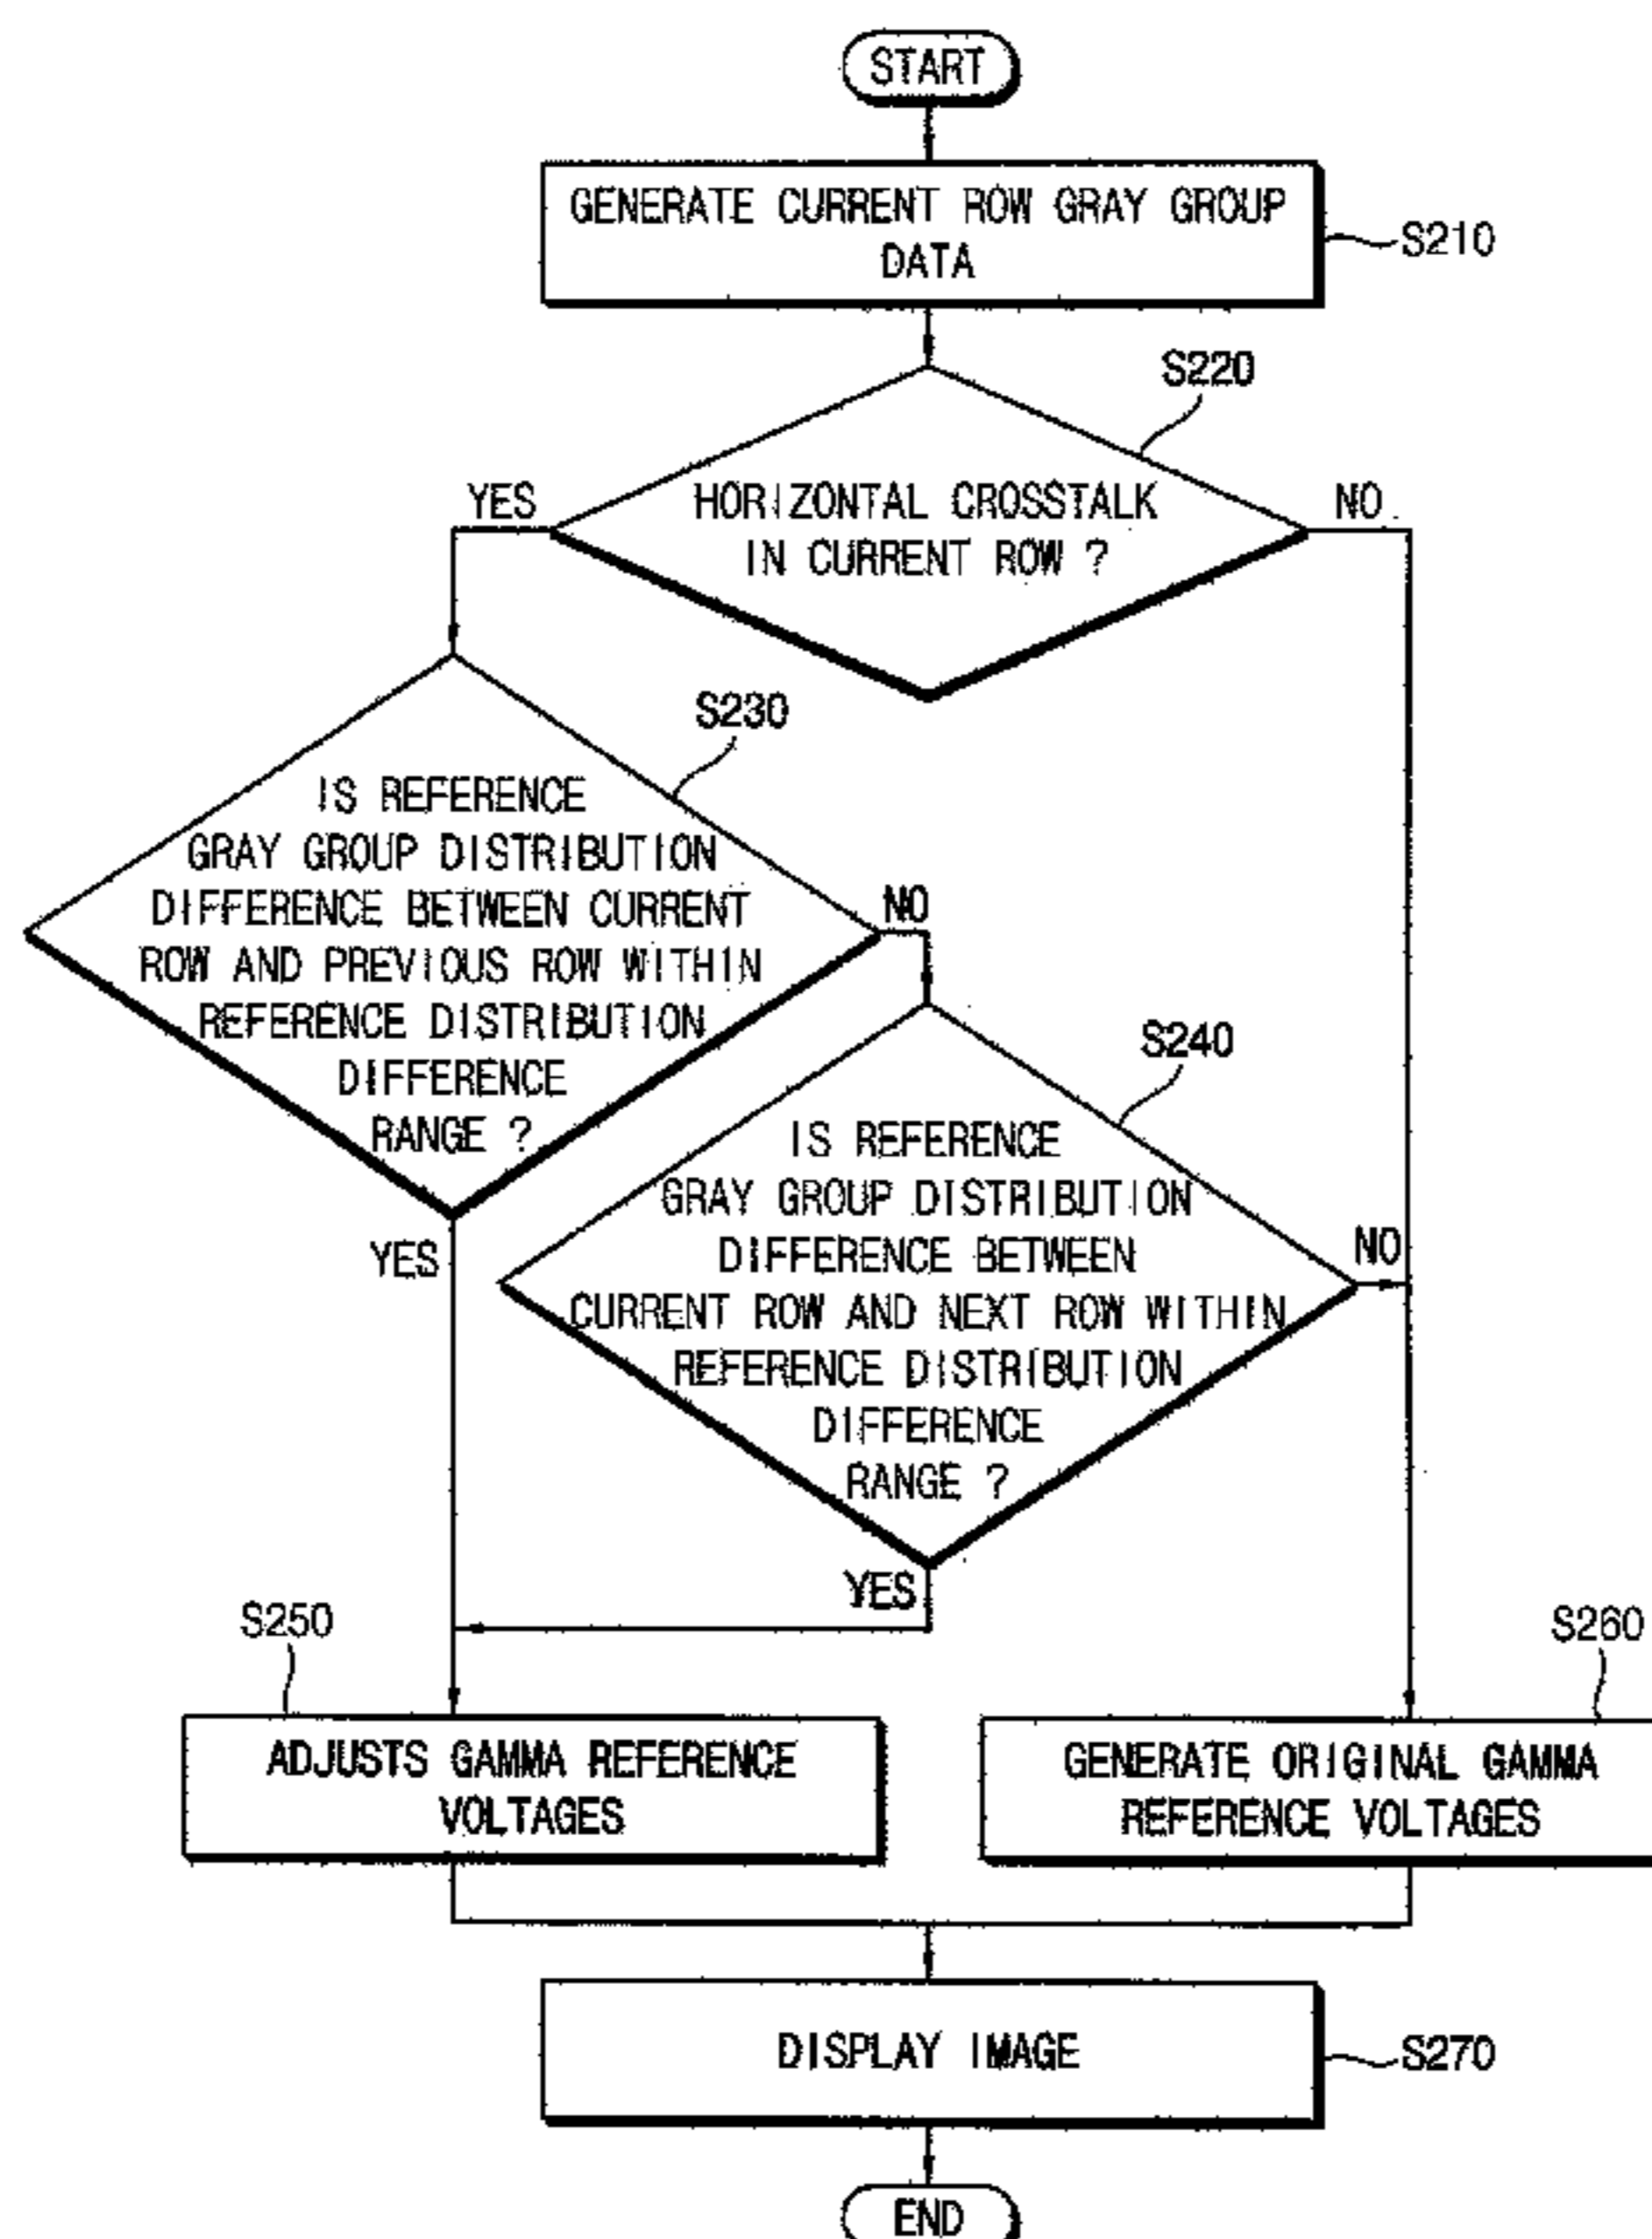 START
GENERATE CURRENT ROW GRAY GROUP
DATA
S210
S220
YES
HORIZONTAL CROSSTALK
IN CURRENT ROW ?
NO
S230
IS REFERENCE
GRAY GROUP DISTRIBUTION
DIFFERENCE BETWEEN CURRENT
ROW AND PREVIOUS ROW WITHIN
REFERENCE DISTRIBUTION
DIFFERENCE
RANGE ?
NO
YES
S240
IS REFERENCE
GRAY GROUP DISTRIBUTION
DIFFERENCE BETWEEN
CURRENT ROW AND NEXT ROW WITHIN
REFERENCE DISTRIBUTION
DIFFERENCE
RANGE ?
NO
YES
S250
ADJUSTS GAMMA REFERENCE
VOLTAGES
S260
GENERATE ORIGINAL GAMMA
REFERENCE VOLTAGES
DISPLAY IMAGE
S270
END